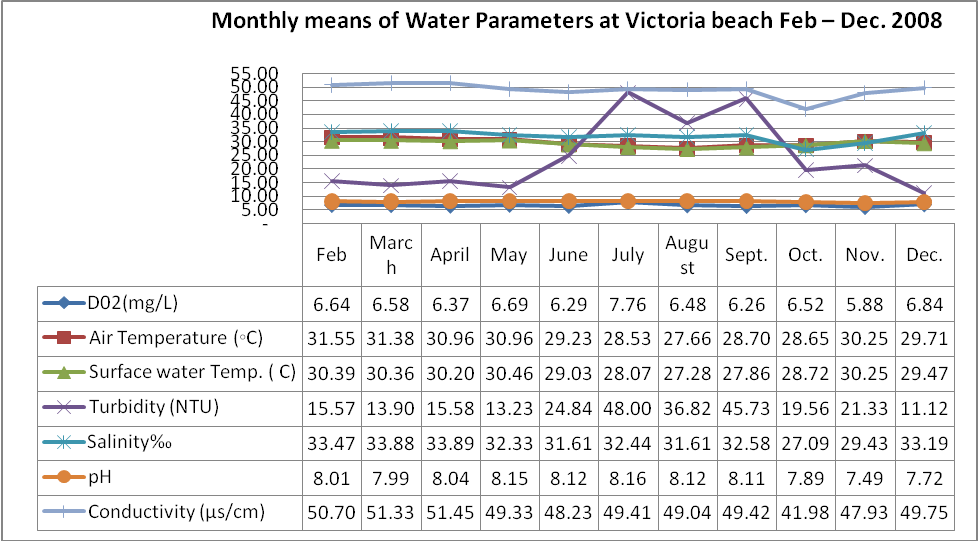 Monthly means of Water Parameters at Victoria beach Feb – Dec. 2008
55.00
50.00
45.00
40.00
35.00
30.00
25.00
20.00
15.00
10.00
5.00
-
Feb Marc h April May June July Augu st Sept. Oct. Nov. Dec.
D02(mg/L) 6.64 6.58 6.37 6.69 6.29 7.76 6.48 6.26 6.52 5.88 6.84
Air Temperature (◦C) 31.55 31.38 30.96 30.96 29.23 28.53 27.66 28.70 28.65 30.25 29.71
Surface water Temp. ( C) 30.39 30.36 30.20 30.46 29.03 28.07 27.28 27.86 28.72 30.25 29.47
Turbidity (NTU) 15.57 13.90 15.58 13.23 24.84 48.00 36.82 45.73 19.56 21.33 11.12
Salinity‰ 33.47 33.88 33.89 32.33 31.61 32.44 31.61 32.58 27.09 29.43 33.19
pH 8.01 7.99 8.04 8.15 8.12 8.16 8.12 8.11 7.89 7.49 7.72
Conductivity (µs/cm) 50.70 51.33 51.45 49.33 48.23 49.41 49.04 49.42 41.98 47.93 49.75